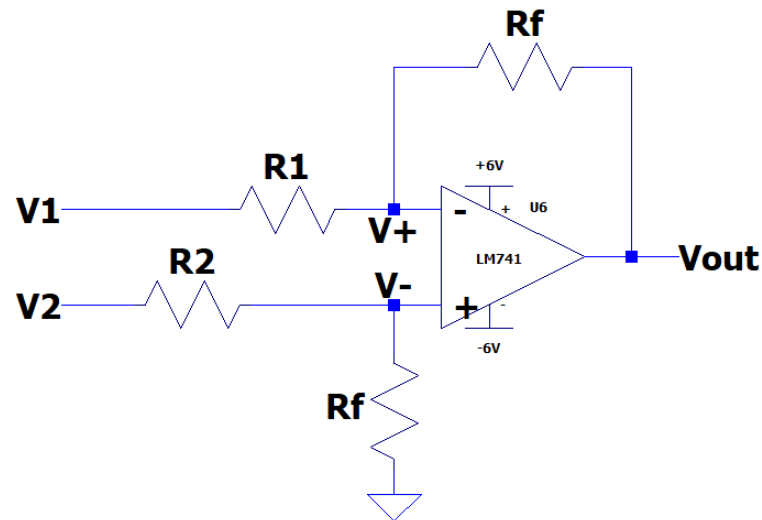 Rf
+6V
R1
U6
+
V1
-
V+
R2
LM741
Vout
V-
V2
+
-
-6V
Rf